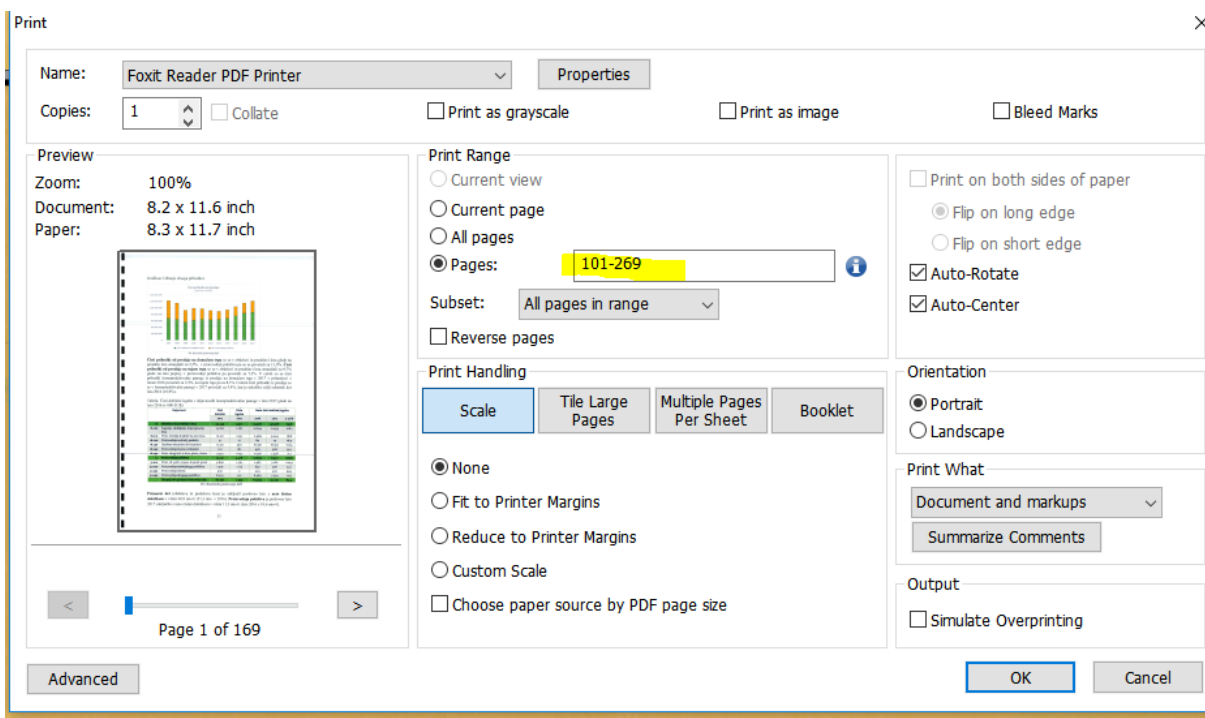 Print
Name: Foxit Reader PDF Printer Properties
Copies: 1 Collate Print as grayscale Print as image Bleed Marks
Preview
Zoom: 100%
Document: 8.2 x 11.6 inch
Paper: 8.3 x 11.7 inch
< >
Page 1 of 169
Print Range
Current view
Current page
All pages
Pages: 101-269
Subset: All pages in range
Reverse pages
Print Handling
Scale
Tile Large
Pages
Multiple Pages
Per Sheet
Booklet
None
Fit to Printer Margins
Reduce to Printer Margins
Custom Scale
Choose paper source by PDF page size
Print on both sides of paper
Flip on long edge
Flip on short edge
Auto-Rotate
Auto-Center
Orientation
Portrait
Landscape
Print What
Document and markups
Summarize Comments
Output
Simulate Overprinting
Advanced OK Cancel